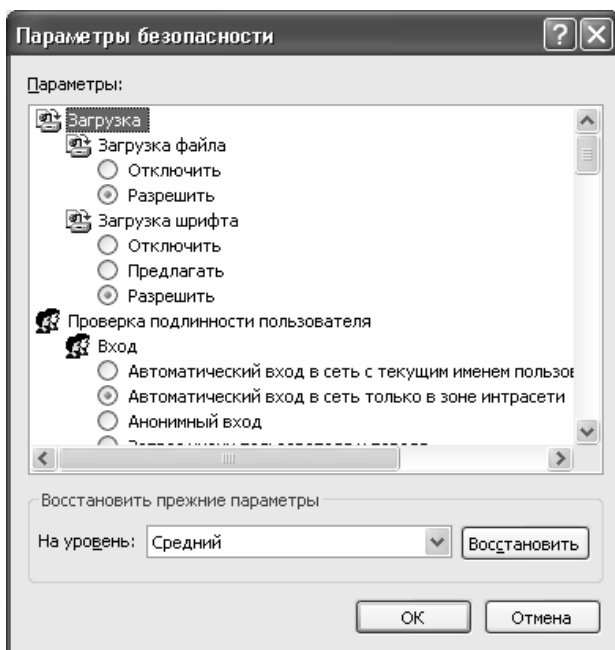 Параметры безопасности
Параметры:
Загрузка
Загрузка файла
Отключить
Разрешить
Загрузка шрифта
Отключить
Предлагать
Разрешить
Проверка подлинности пользователя
Вход
Автоматический вход в сеть с текущим именем пользов
Автоматический вход в сеть только в зоне интрасети
Анонимный вход
Восстановить прежние параметры
На уровень: Средний Восстановить
ОК Отмена